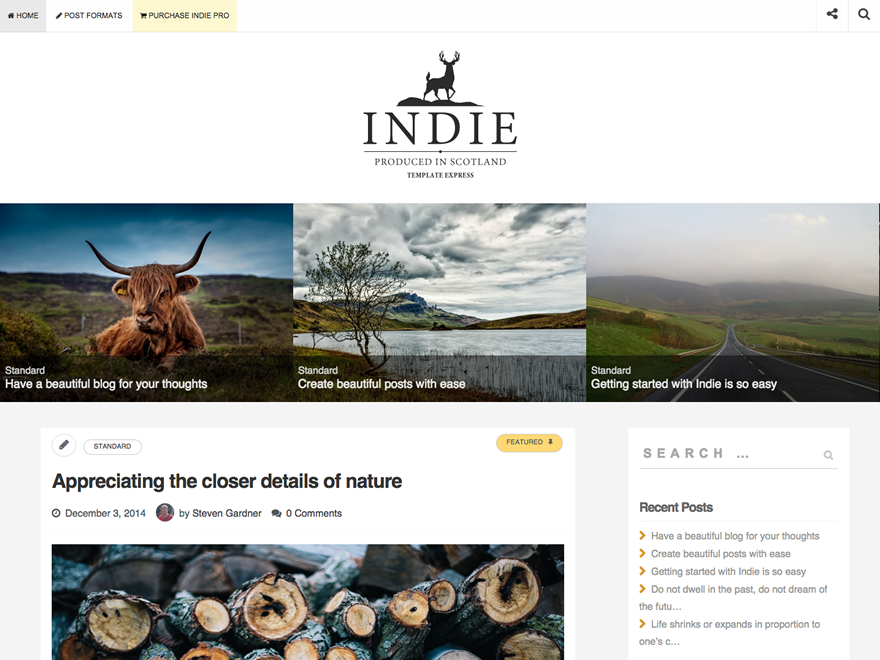 HOME
POST FORMATS
PURCHASE INDIE PRO
INDIE
PRODUCED IN SCOTLAND
TEMPLATE EXPRESS
Standard
Have a beautiful blog for your thoughts
Standard
Create beautiful posts with ease
Standard
Getting started with Indie is so easy
STANDARD
FEATURED
Appreciating the closer details of nature
December 3, 2014 by Steven Gardner 0 Comments
SEARCH ...
Recent Posts
Have a beautiful blog for your thoughts
Create beautiful posts with ease
Getting started with Indie is so easy
Do not dwell in the past, do not dream of
the futu…
Life shrinks or expands in proportion to
one's c…